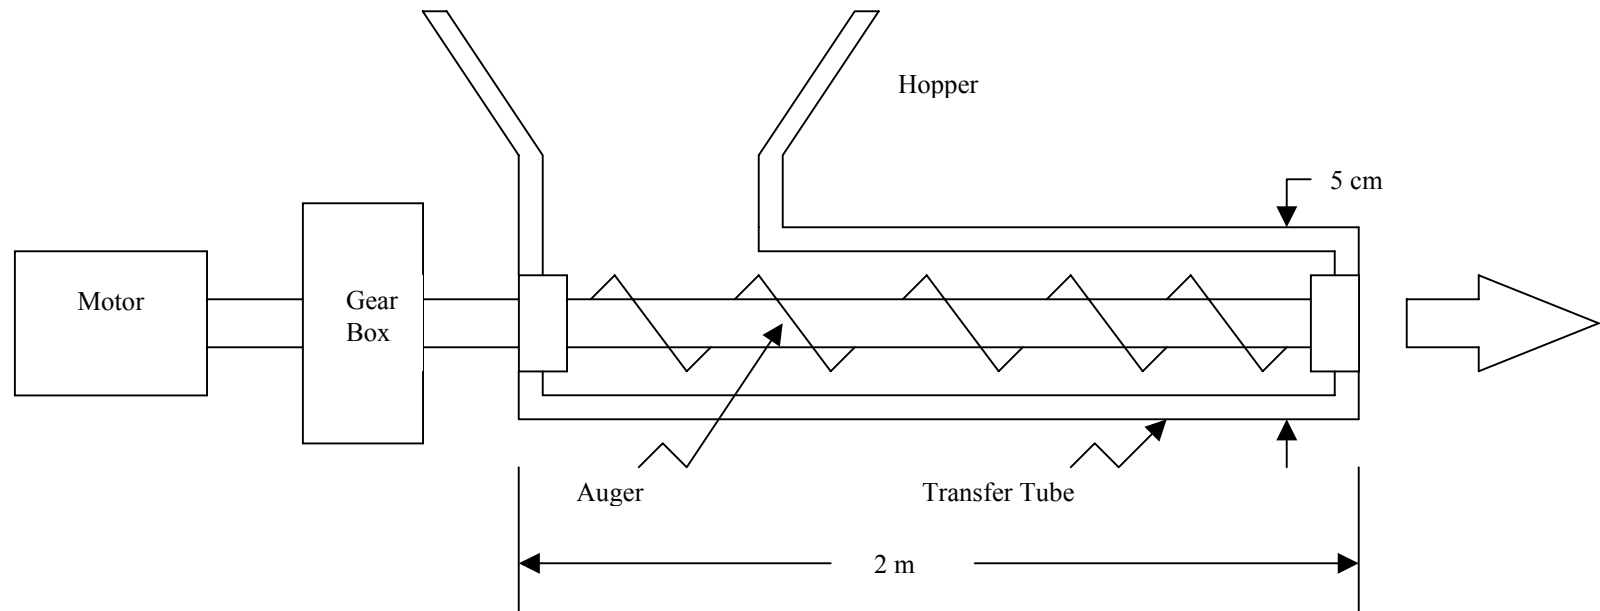 Hopper
5 cm
Motor
Gear
Box
Auger
Transfer Tube
2 m